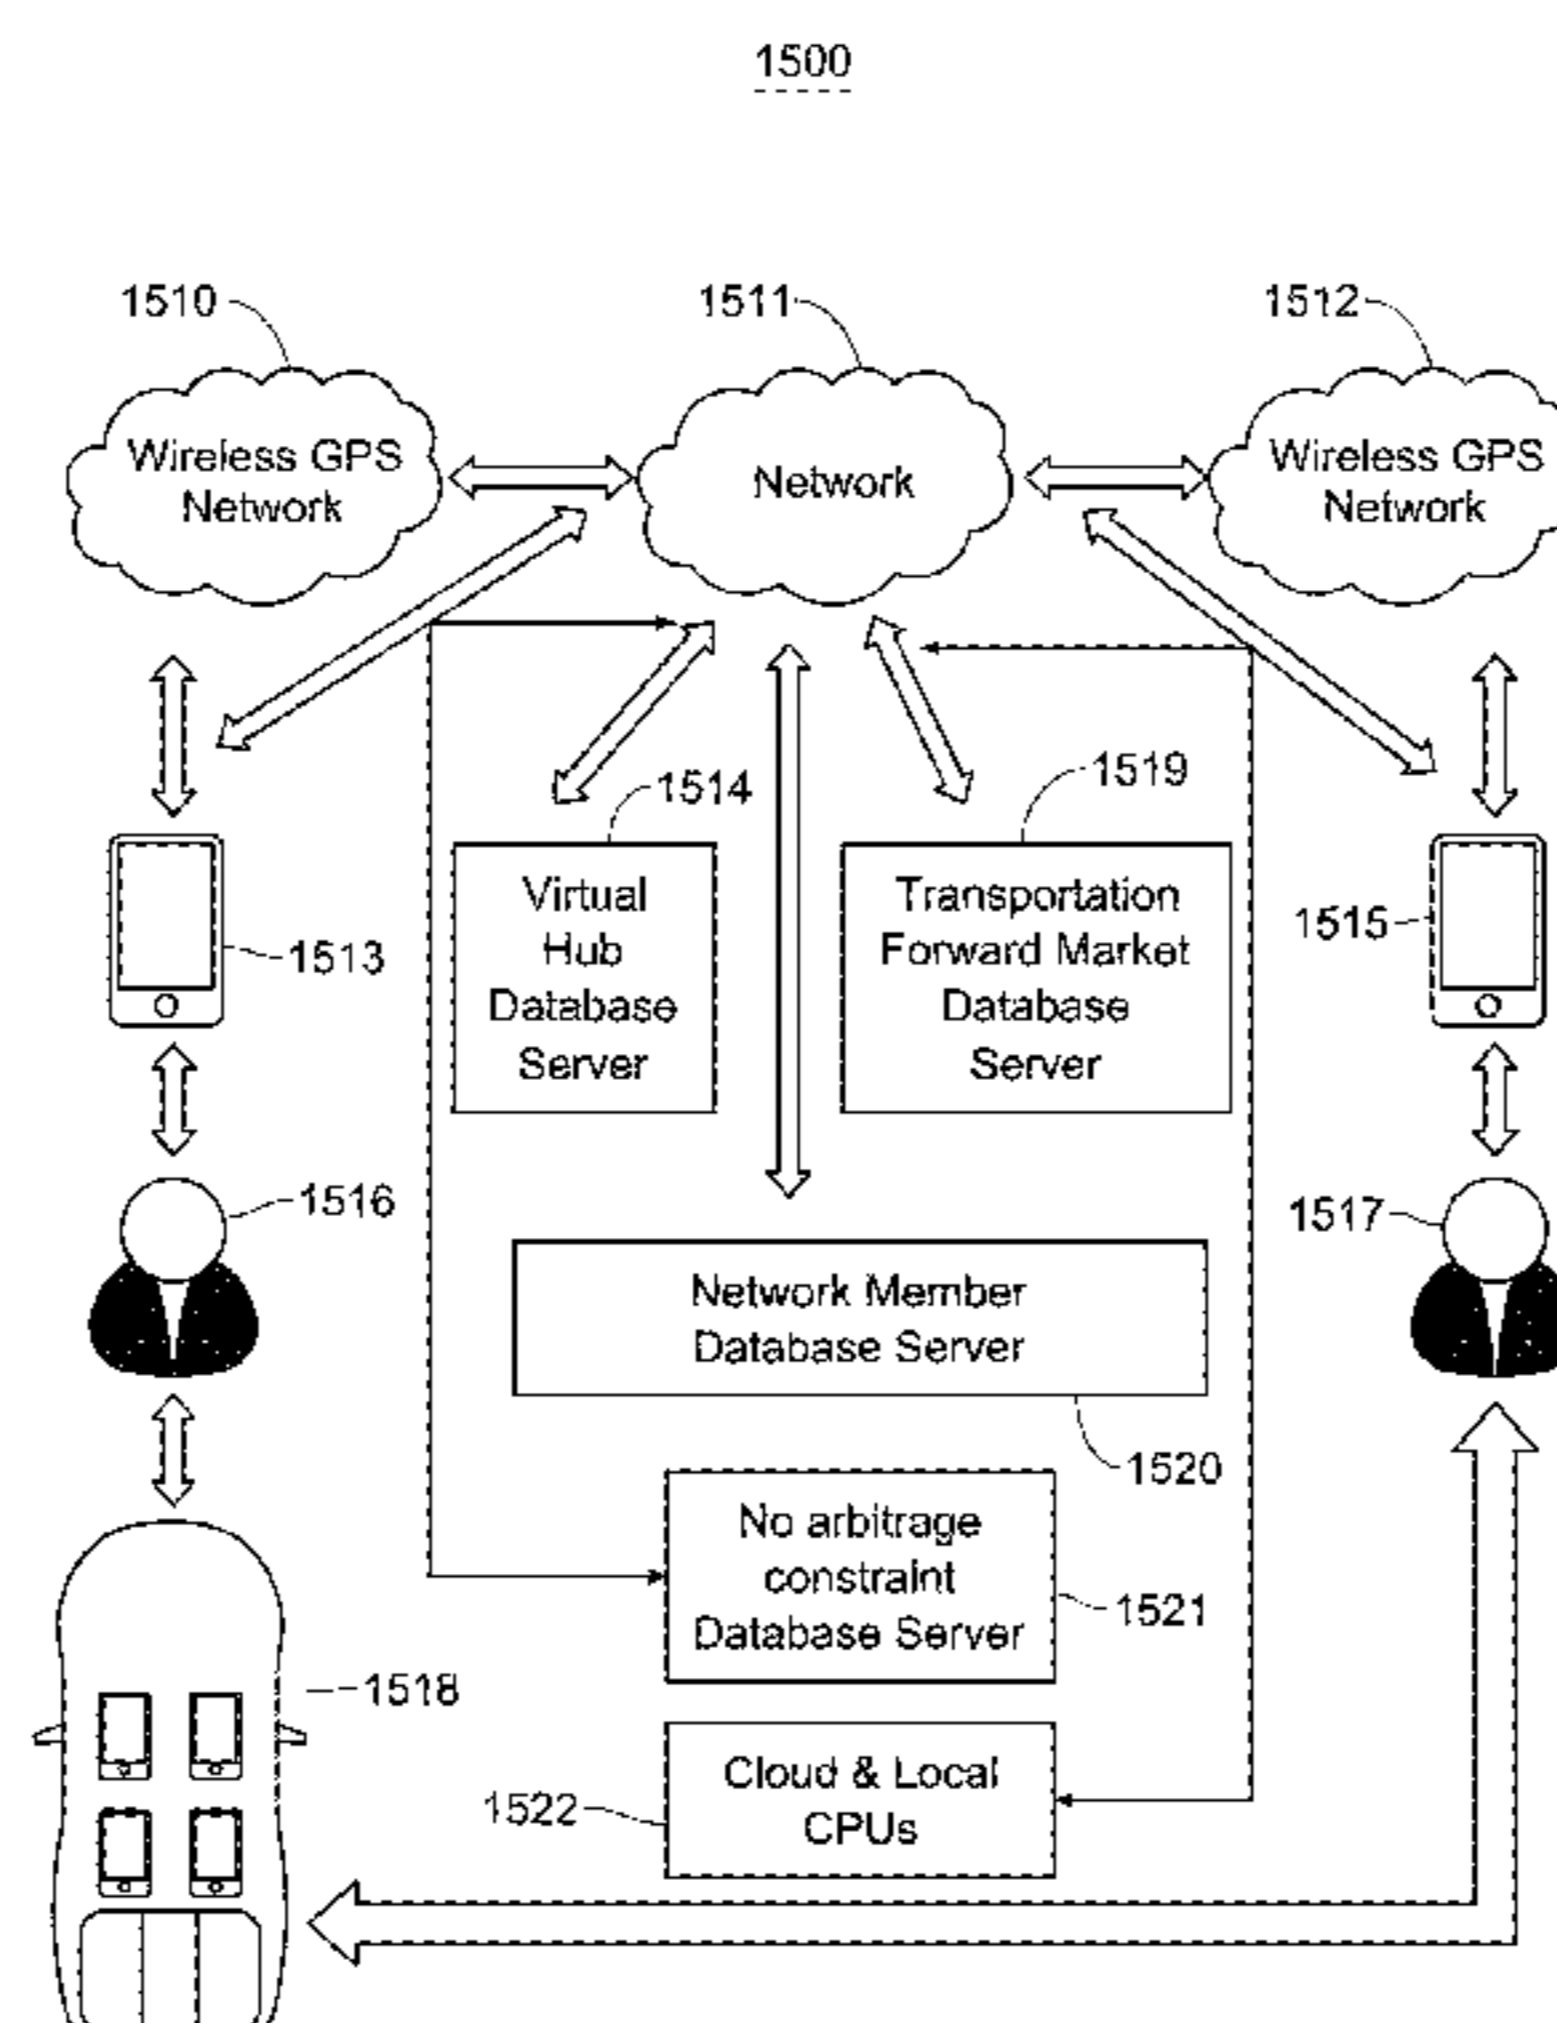 1500
1510
1511
1512
Wireless GPS
Network
Network
Wireless GPS
Network
1514
1519
Virtual
Hub
Database
Server
Transportation
Forward Market
Database
Server
1513
1515
1516
1517
Network Member
Database Server
1520
No arbitrage
constraint
Database Server
1521
1518
Cloud & Local
CPUs
1522